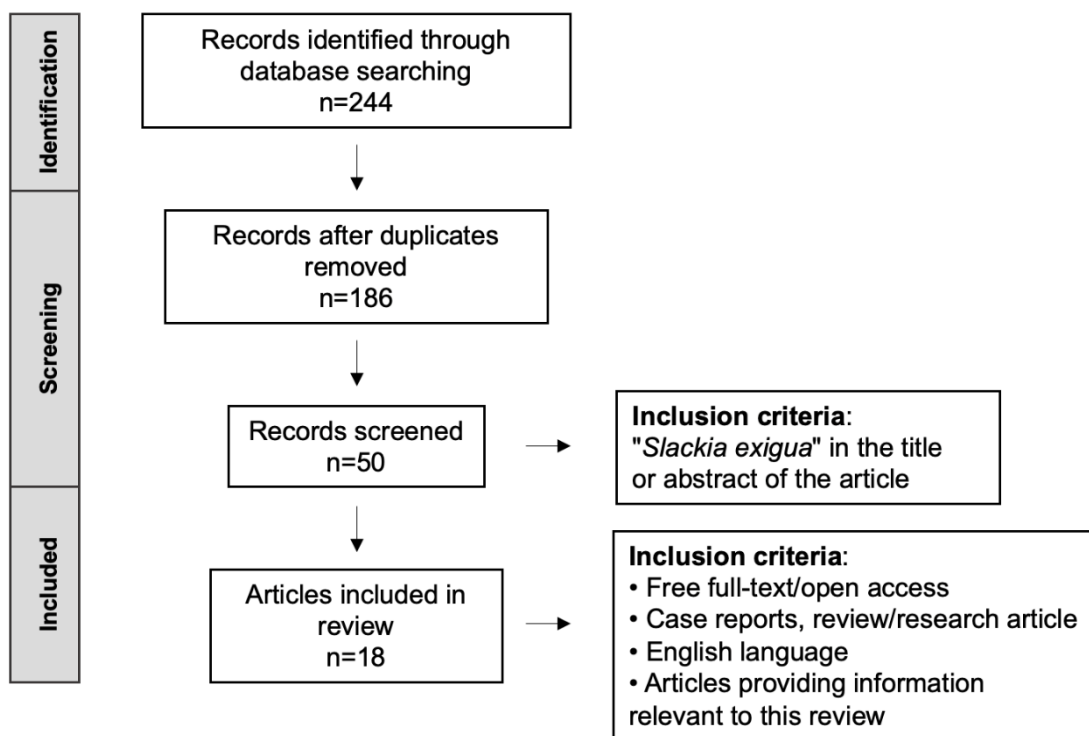 Identification
Records identified through
database searching
n=244
Screening
Records after duplicates
removed
n=186
Records screened
n=50
Inclusion criteria:
"Slackia exigua" in the title
or abstract of the article
Included
Articles included in
review
n=18
Inclusion criteria:
• Free full-text/open access
• Case reports, review/research article
• English language
• Articles providing information
relevant to this review